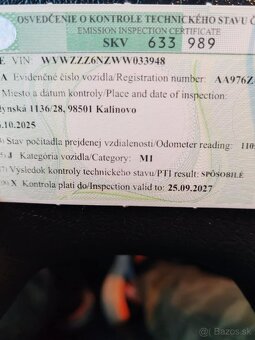 OSVEDČENIE O KONTROLE TECHNICKÉHO STAVU Č
EMISSION INSPECTION CERTIFICATE
SKV 633 989
E VIN: WVWZZZ6NZWW033948
A Evidenčné číslo vozidla/Registration number: AA976Z
Miesto a dátum kontroly/Place and date of inspection:
ynská 1136/28, 98501 Kalinovo
.10.2025
Stav počítadla prejdenej vzdialenosti/Odometer reading: 110
J Kategória vozidla/Category: M1
Výsledok kontroly technického stavu/PTI result: SPÔSOBILÉ
X Kontrola platí do/Inspection valid to: 25.09.2027
bazos.sk